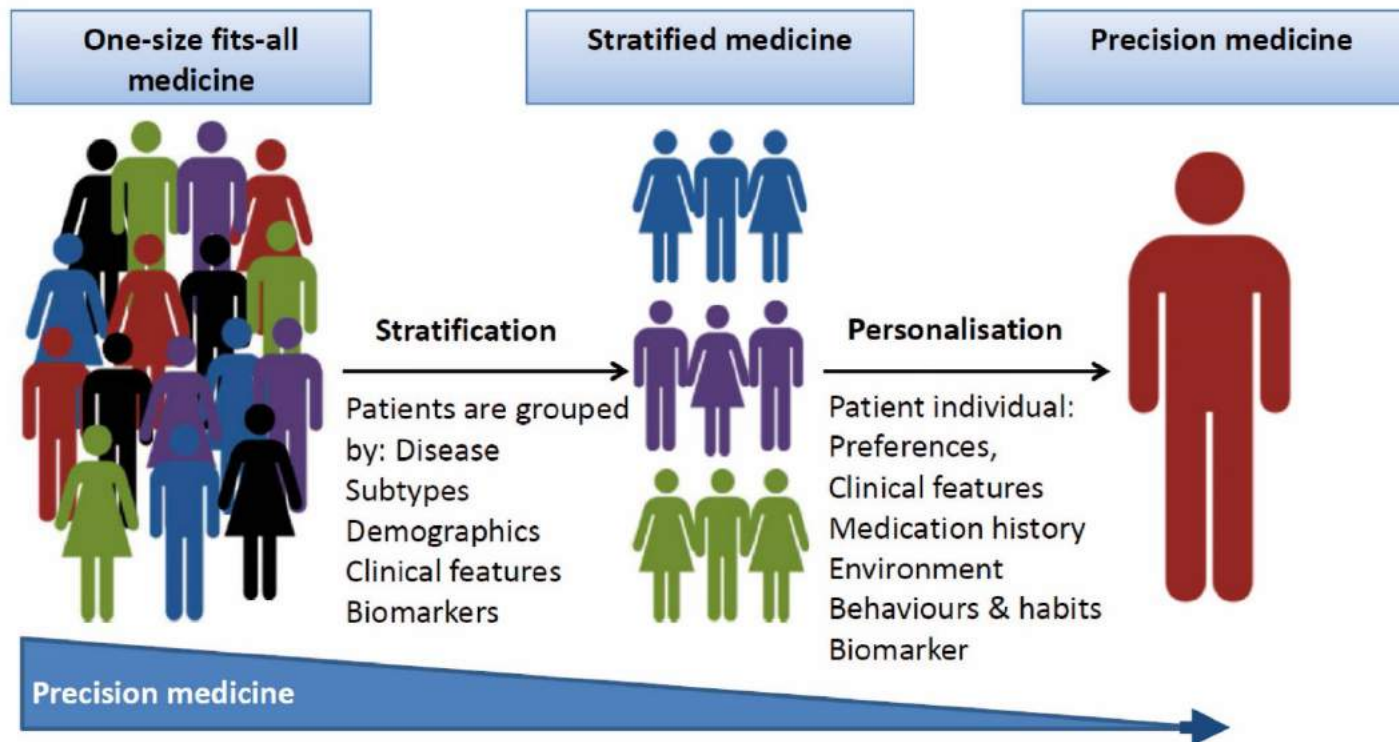 One-size fits-all
medicine
Stratified medicine
Precision medicine
Stratification
Patients are grouped
by: Disease
Subtypes
Demographics
Clinical features
Biomarkers
Personalisation
Patient individual:
Preferences,
Clinical features
Medication history
Environment
Behaviours & habits
Biomarker
Precision medicine